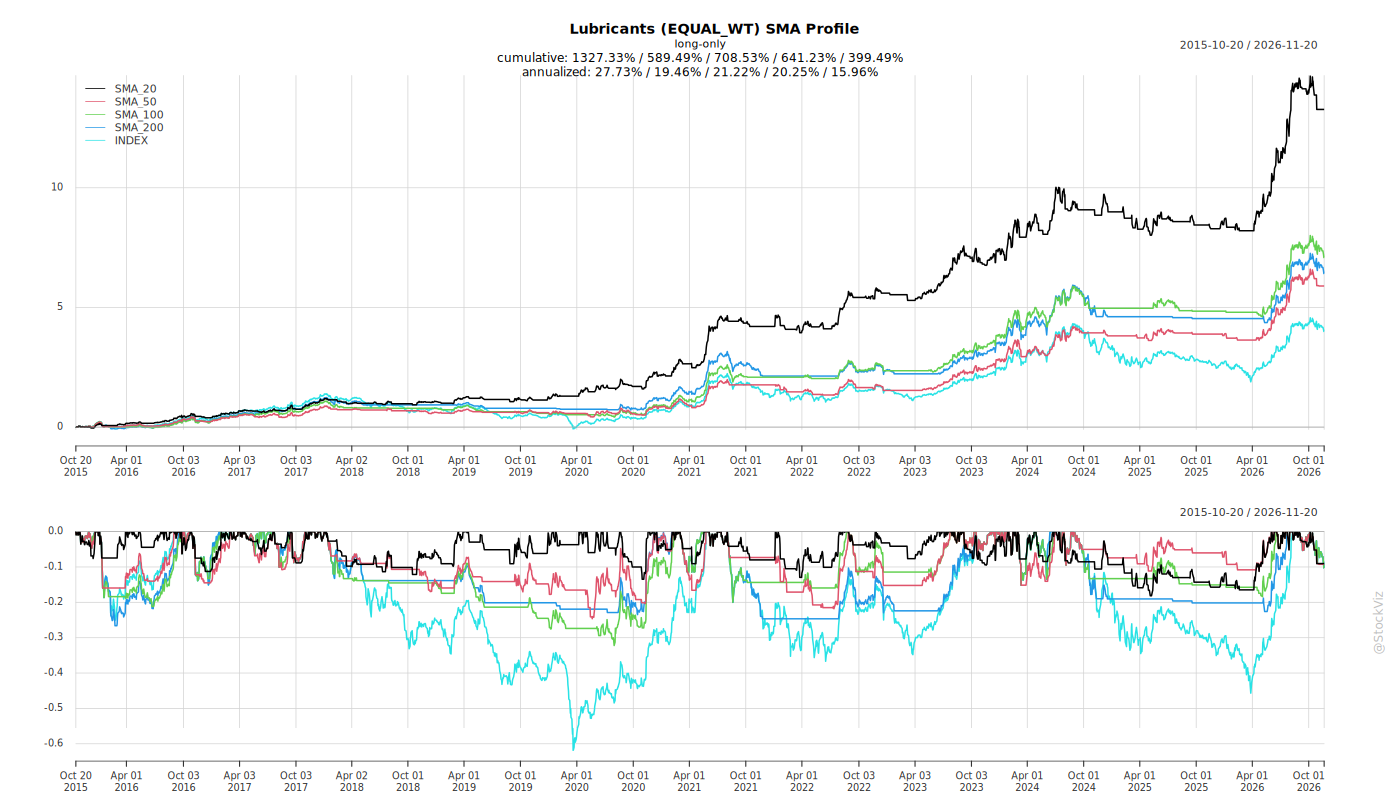 Lubricants (EQUAL_WT) SMA Profile
long-only
cumulative: 1327.33% / 589.49% / 708.53% / 641.23% / 399.49%
annualized: 27.73% / 19.46% / 21.22% / 20.25% / 15.96%
2015-10-20 / 2026-11-20
SMA_20
SMA_50
SMA_100
SMA_200
INDEX
10
5
0
Oct 20 Apr 01 Oct 03 Apr 03 Oct 03 Apr 02 Oct 01 Apr 01 Oct 01 Apr 01 Oct 01 Apr 01 Oct 01 Apr 01 Oct 03 Apr 03 Oct 03 Apr 01 Oct 01 Apr 01 Oct 01 Apr 01 Oct 01
2015 2016 2016 2017 2017 2018 2018 2019 2019 2020 2020 2021 2021 2022 2022 2023 2023 2024 2024 2025 2025 2026 2026
2015-10-20 / 2026-11-20
0.0
-0.1
-0.2
-0.3
-0.4
-0.5
-0.6
Oct 20 Apr 01 Oct 03 Apr 03 Oct 03 Apr 02 Oct 01 Apr 01 Oct 01 Apr 01 Oct 01 Apr 01 Oct 01 Apr 01 Oct 03 Apr 03 Oct 03 Apr 01 Oct 01 Apr 01 Oct 01 Apr 01 Oct 01
2015 2016 2016 2017 2017 2018 2018 2019 2019 2020 2020 2021 2021 2022 2022 2023 2023 2024 2024 2025 2025 2026 2026
@StockViz